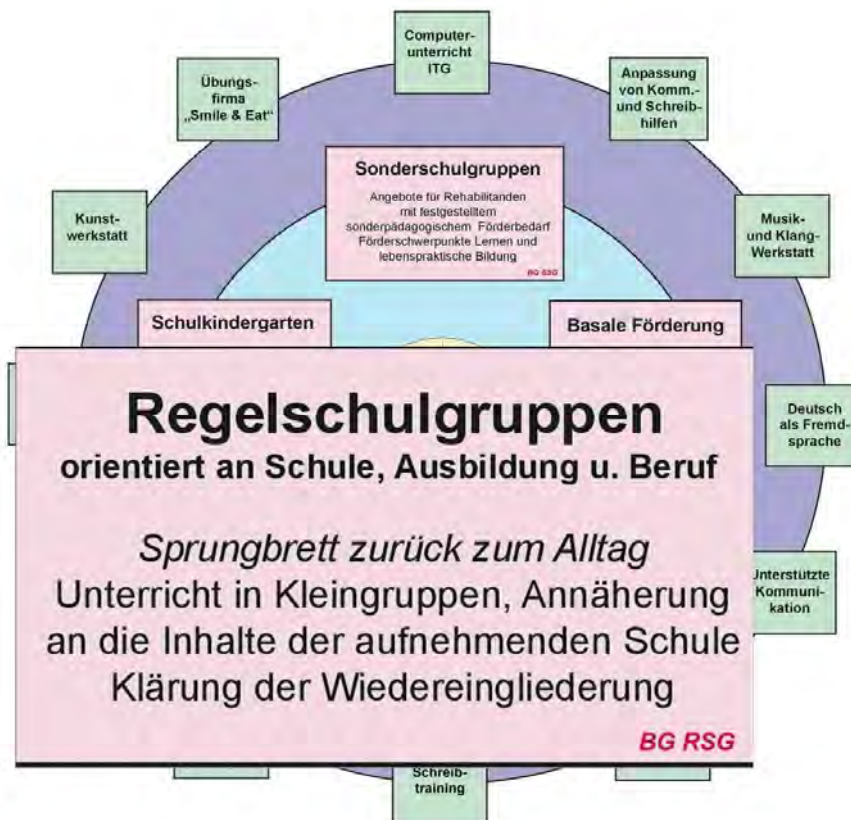 Computer-
unterricht
ITG
Übungs-
firma
„Smile & Eat“
Anpassung
von Komm.-
und Schreib-
hilfen
Sonderschulgruppen
Angebote für Rehabilitanden
mit festgestelltem
sonderpädagogischem Förderbedarf
Förderschwerpunkte Lernen und
lebenspraktische Bildung
BG SSG
Kunst-
werkstatt
Musik-
und Klang-
Werkstatt
Schulkindergarten
Basale Förderung
Regelschulgruppen
orientiert an Schule, Ausbildung u. Beruf
Sprungbrett zurück zum Alltag
Unterricht in Kleingruppen, Annäherung
an die Inhalte der aufnehmenden Schule
Klärung der Wiedereingliederung
BG RSG
Deutsch
als Fremd-
sprache
Unterstützte
Kommuni-
kation
Schreib-
training